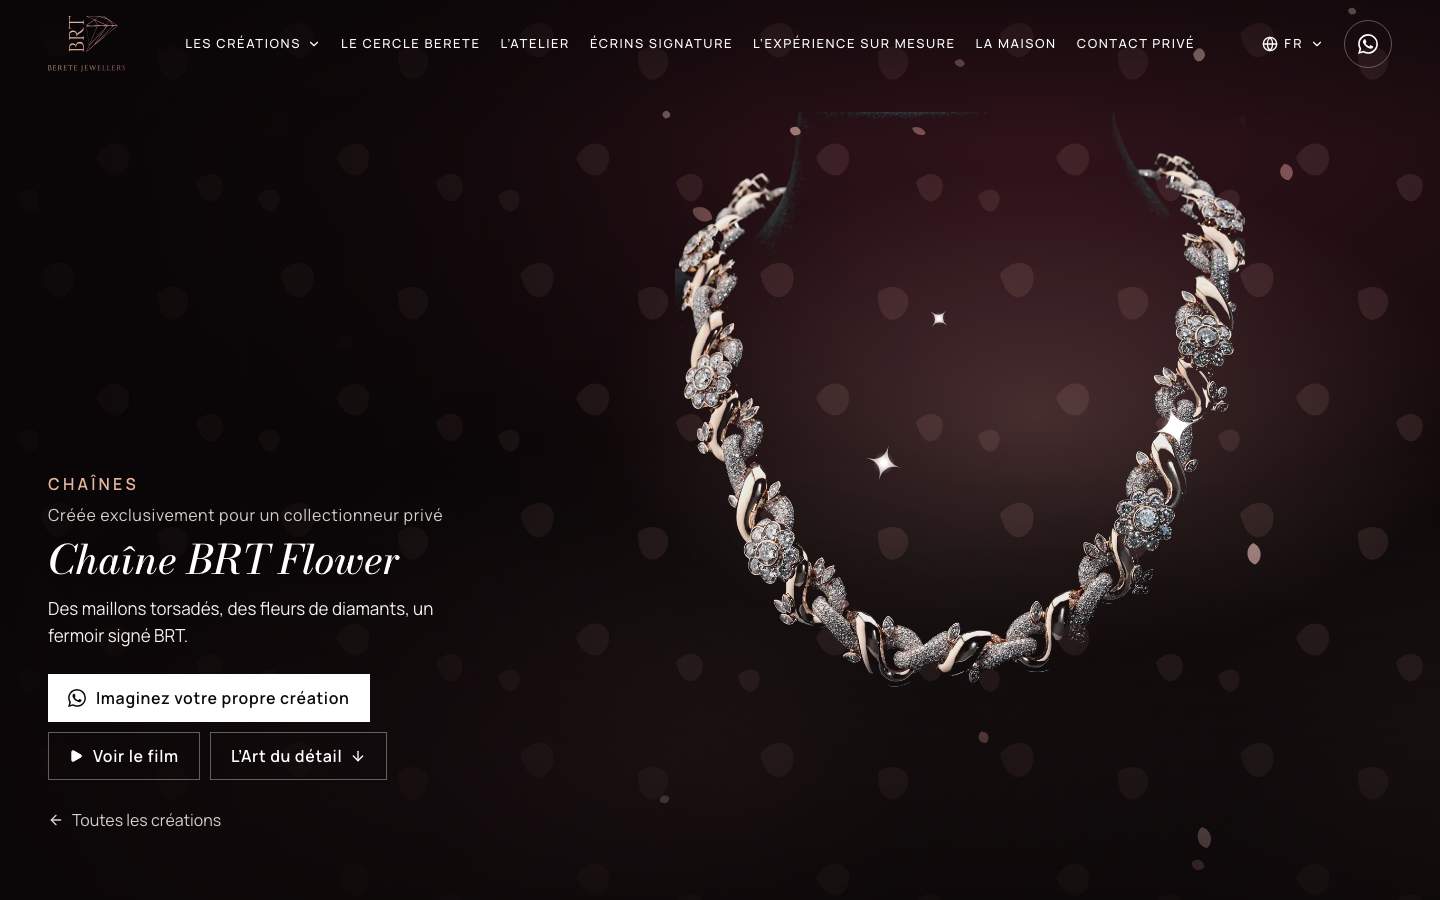 BRT
BERETE JEWELLERS
LES CRÉATIONS
LE CERCLE BERETE
L’ATELIER
ÉCRINS SIGNATURE
L’EXPÉRIENCE SUR MESURE
LA MAISON
CONTACT PRIVÉ
FR
CHAÎNES
Créée exclusivement pour un collectionneur privé
Chaîne BRT Flower
Des maillons torsadés, des fleurs de diamants, un
fermoir signé BRT.
Imaginez votre propre création
Voir le film
L’Art du détail
Toutes les créations